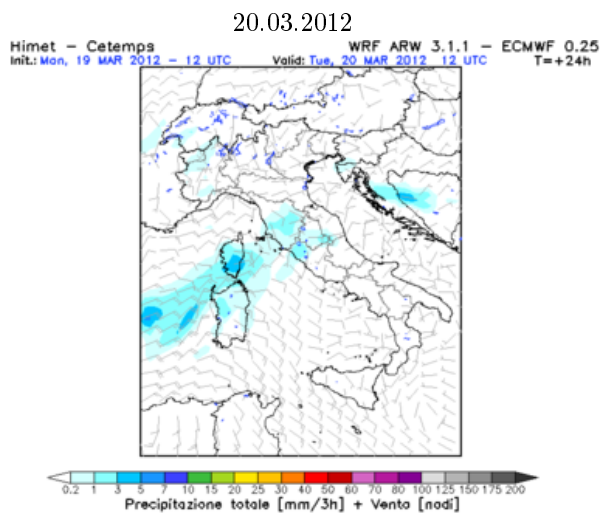 20.03.2012
Himet – Cetemps WRF ARW 3.1.1 – ECMWF 0.25
Init.: Mon, 19 MAR 2012 – 12 UTC Valid: Tue, 20 MAR 2012 12 UTC T=+24h
0.2 1 3 5 7 10 15 20 25 30 40 50 60 70 80 100 125 150 175 200
Precipitazione totale [mm/3h] + Vento [nodi]